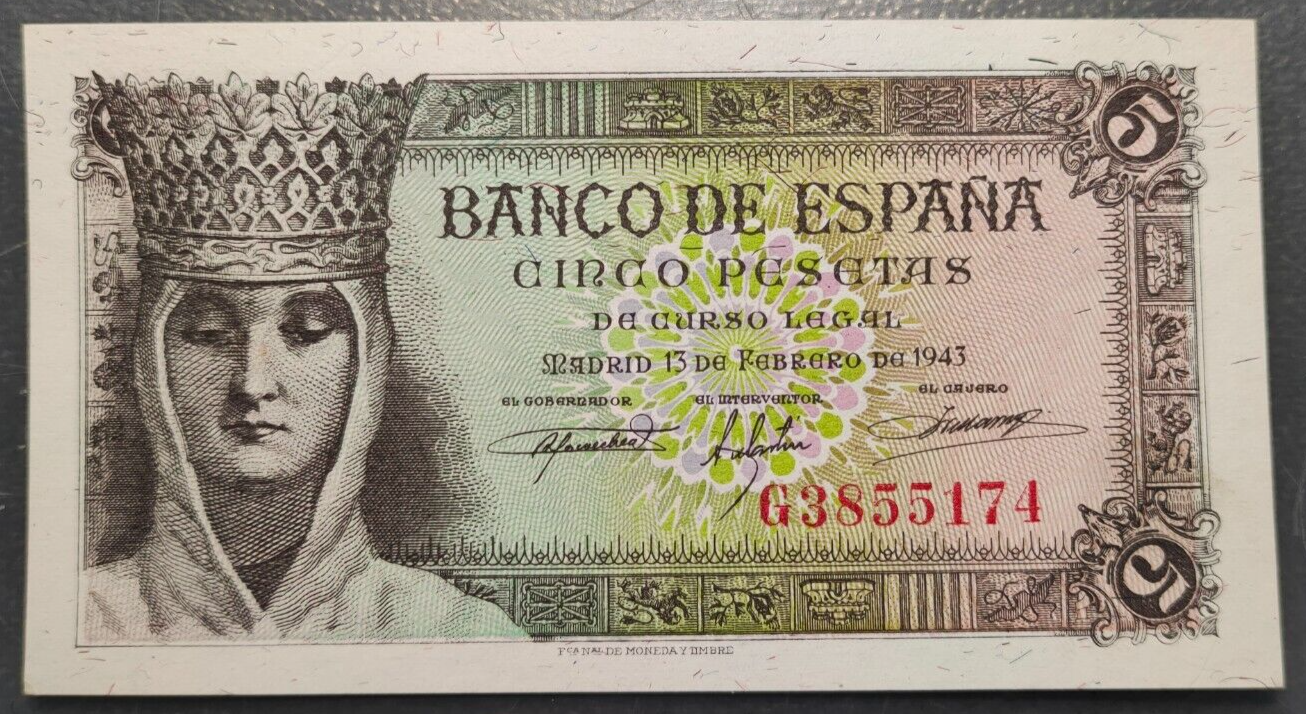 5
BANCO DE ESPAÑA
CINCO PESETAS
DE CURSO LEGAL
MADRID 13 DE FEBRERO DE 1943
EL GOBERNADOR EL INTERVENTOR EL CAJERO
G3855174
5
FCA NAL DE MONEDA Y TIMBRE